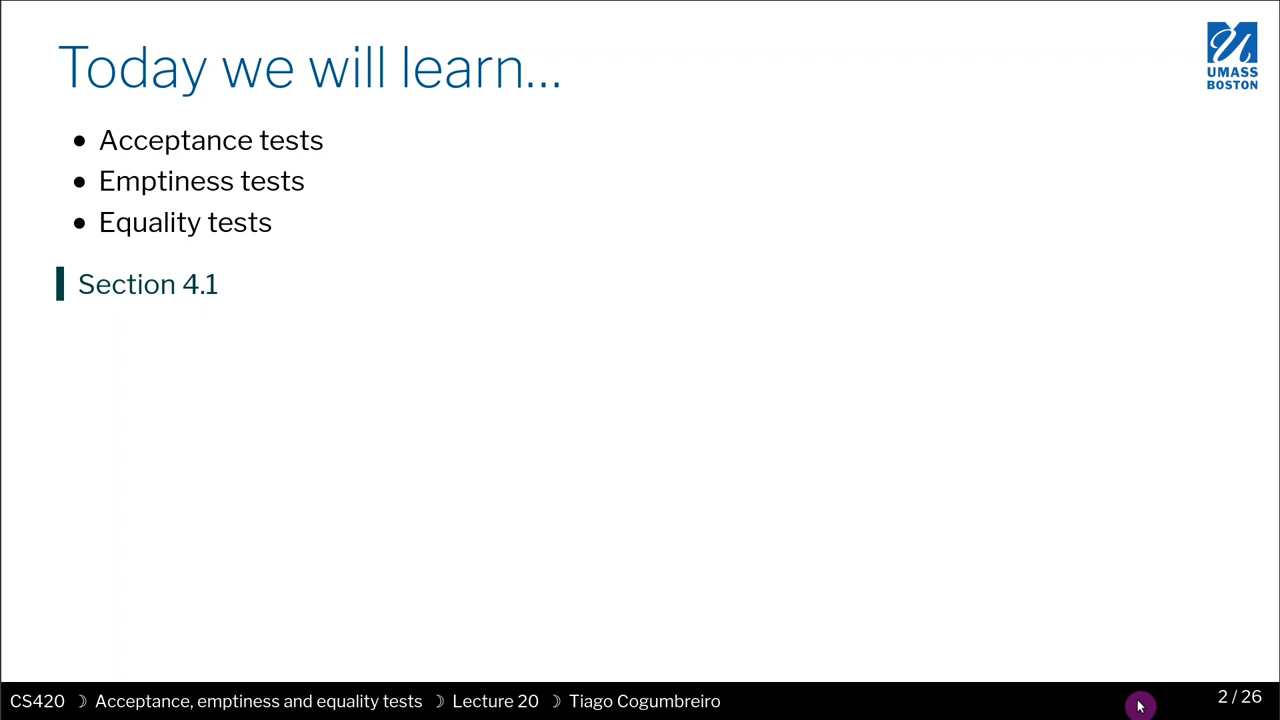 Today we will learn...
UMASS
BOSTON
• Acceptance tests
• Emptiness tests
• Equality tests
Section 4.1
CS420 ☽ Acceptance, emptiness and equality tests ☽ Lecture 20 ☽ Tiago Cogumbreiro
2 / 26